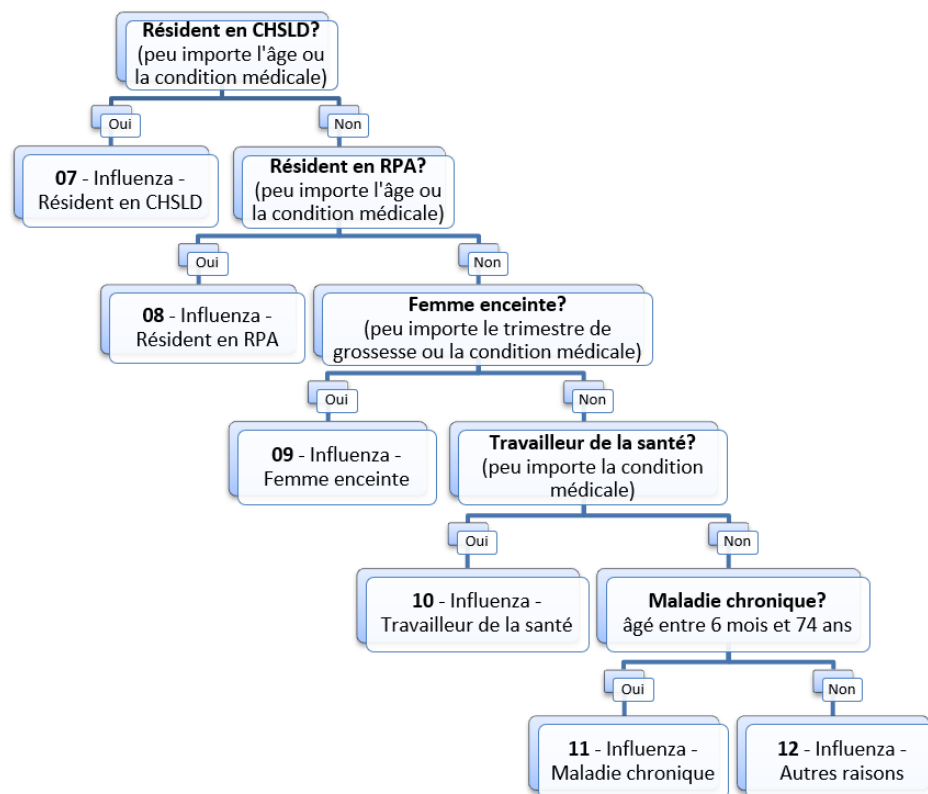 Résident en CHSLD?
(peu importe l'âge ou
la condition médicale)
Oui
Non
07 - Influenza -
Résident en CHSLD
Résident en RPA?
(peu importe l'âge ou
la condition médicale)
Oui
Non
08 - Influenza -
Résident en RPA
Femme enceinte?
(peu importe le trimestre de
grossesse ou la condition médicale)
Oui
Non
09 - Influenza -
Femme enceinte
Travailleur de la santé?
(peu importe la condition
médicale)
Oui
Non
10 - Influenza -
Travailleur de la santé
Maladie chronique?
âgé entre 6 mois et 74 ans
Oui
Non
11 - Influenza -
Maladie chronique
12 - Influenza -
Autres raisons